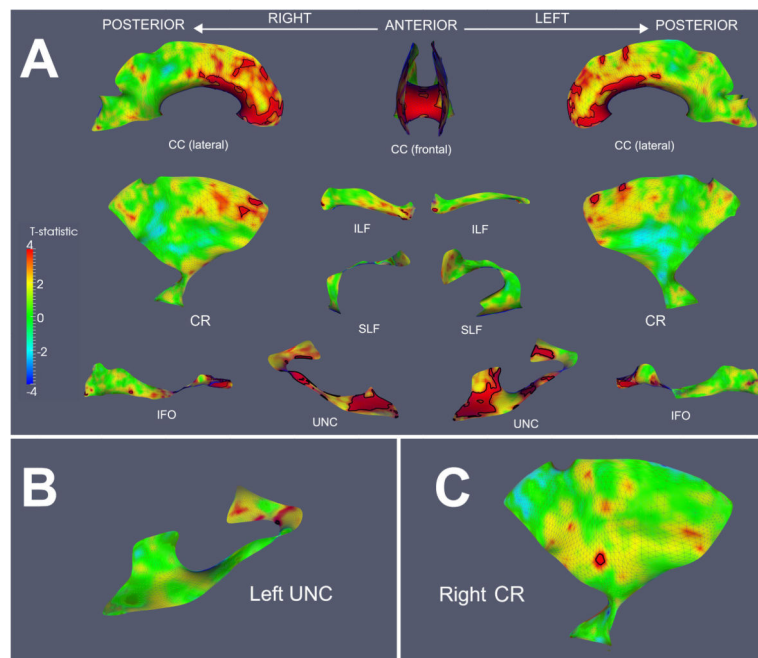 POSTERIOR RIGHT ANTERIOR LEFT POSTERIOR
A
CC (lateral) CC (frontal) CC (lateral)
ILF ILF
T-statistic
4
2
0
-2
-4
CR SLF SLF CR
IFO UNC UNC IFO
B
Left UNC
C
Right CR